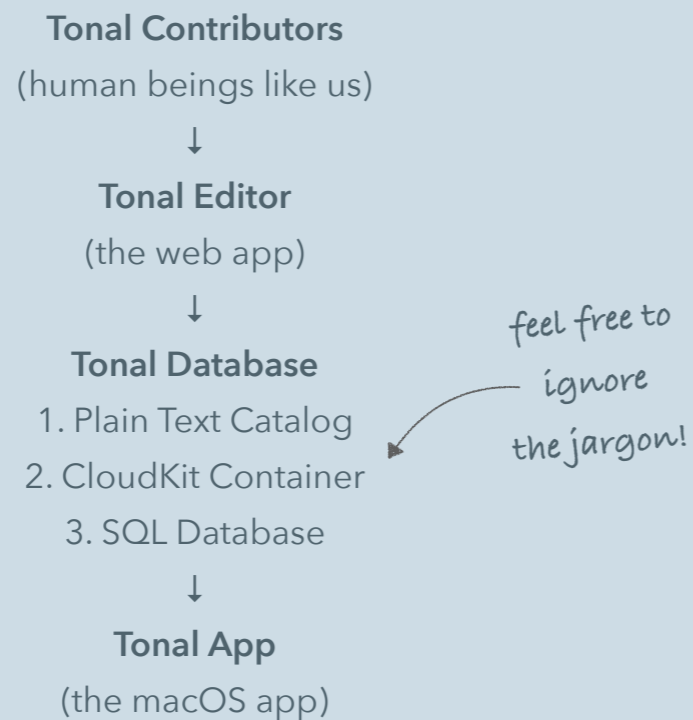 Tonal Contributors
(human beings like us)
↓
Tonal Editor
(the web app)
↓
Tonal Database
1. Plain Text Catalog
2. CloudKit Container
3. SQL Database
↓
Tonal App
(the macOS app)
feel free to
ignore
the jargon!